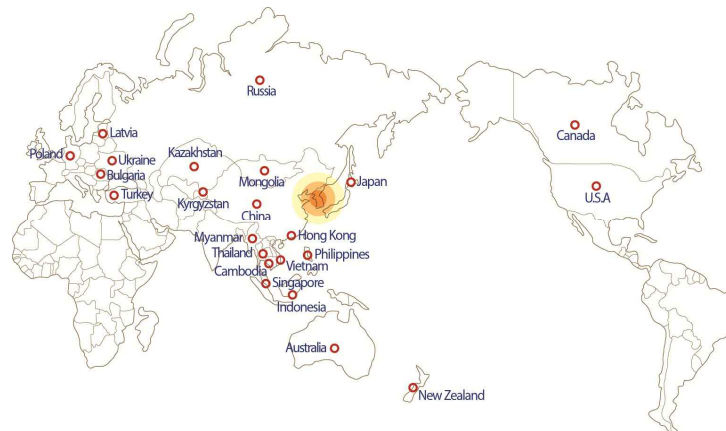 Russia
Canada
Latvia
Poland
Ukraine
Kazakhstan
Bulgaria
Mongolia
Japan
Turkey
Kyrgyzstan
U.S.A
China
Hong Kong
Myanmar
Thailand
Philippines
Vietnam
Cambodia
Singapore
Indonesia
Australia
New Zealand